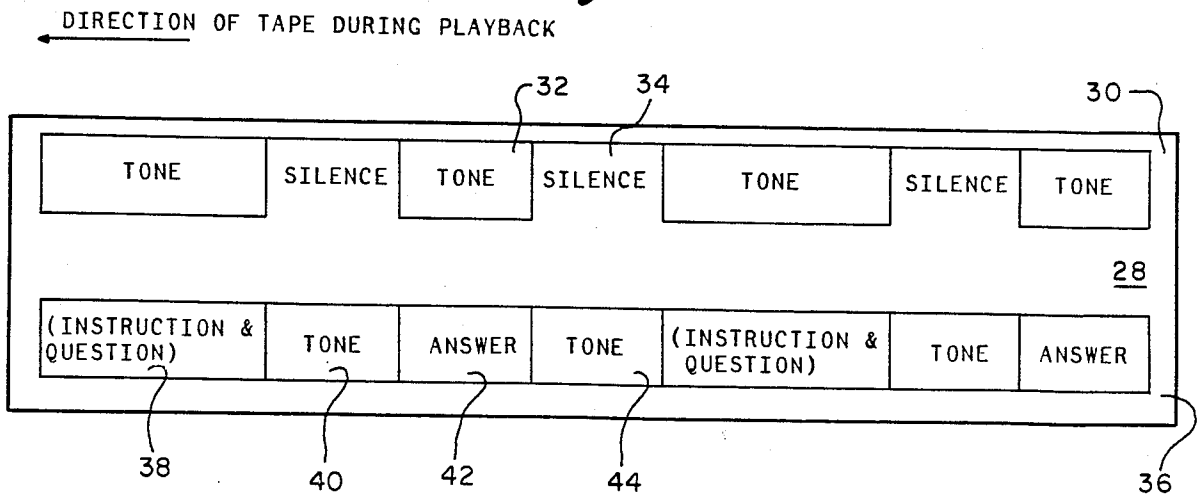 DIRECTION OF TAPE DURING PLAYBACK
32 34 30
TONE SILENCE TONE SILENCE TONE SILENCE TONE
28
(INSTRUCTION & QUESTION) TONE ANSWER TONE (INSTRUCTION & QUESTION) TONE ANSWER
38 40 42 44 36